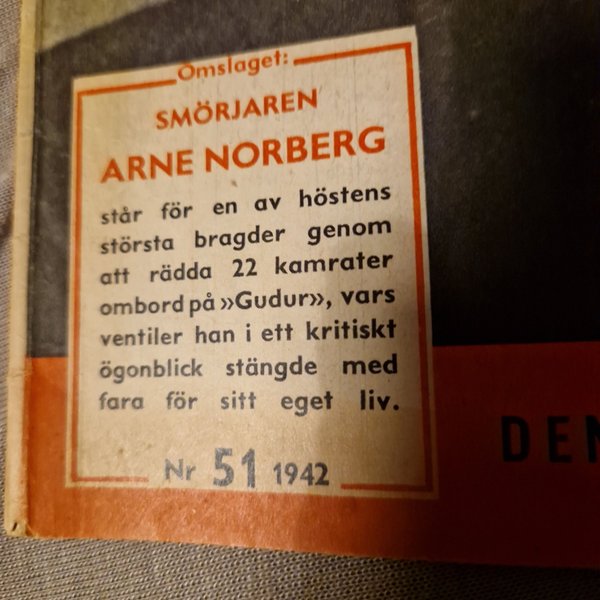 Omslaget:
SMÖRJAREN
ARNE NORBERG
står för en av höstens
största bragder genom
att rädda 22 kamrater
ombord på »Gudur», vars
ventiler han i ett kritiskt
ögonblick stängde med
fara för sitt eget liv.
Nr 51 1942
DEN